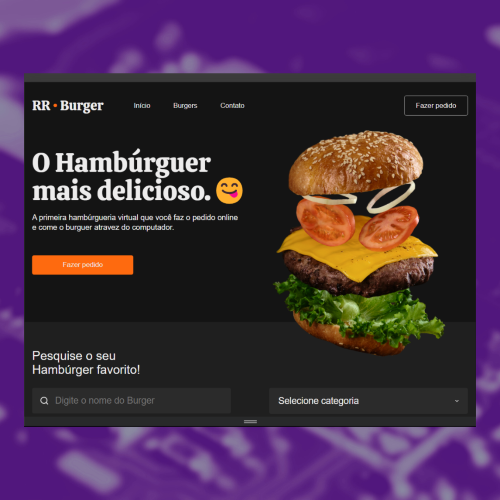 RR • Burger
Início
Burgers
Contato
Fazer pedido
O Hambúrguer
mais delicioso. 😋
A primeira hambúrgueria virtual que você faz o pedido online
e come o burguer atravez do computador.
Fazer pedido
Pesquise o seu
Hambúrger favorito!
Digite o nome do Burger
Selecione categoria